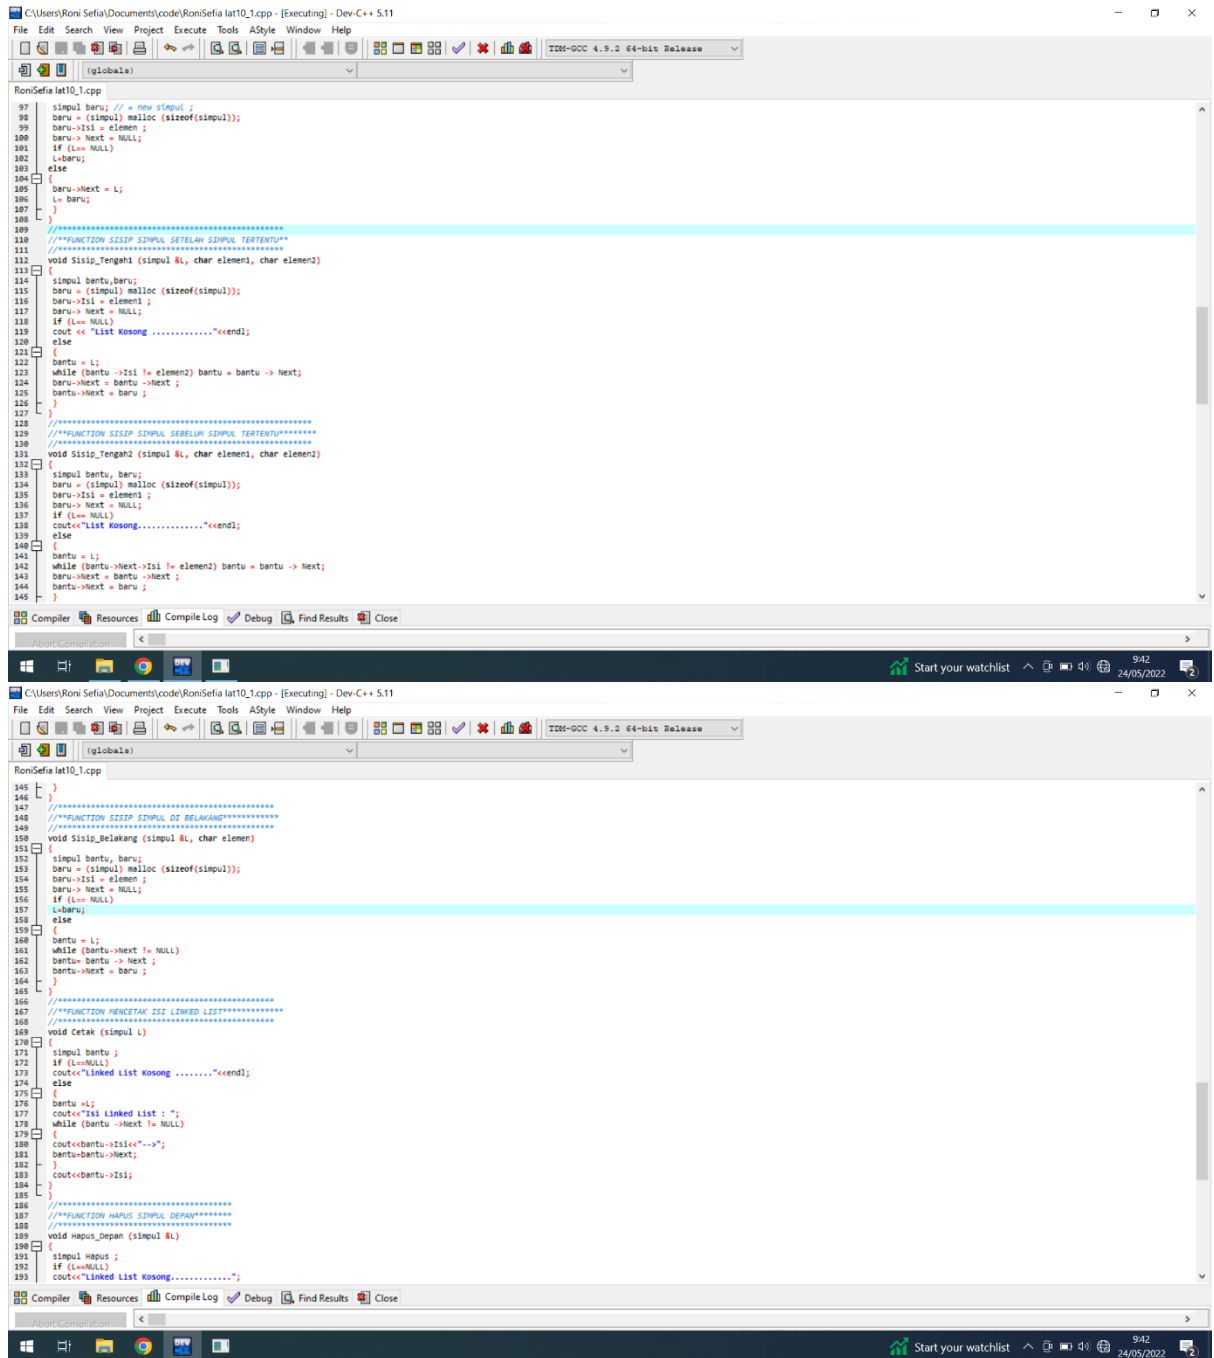 C:\Users\Roni Sefia\Documents\code\RoniSefia lat10_1.cpp - [Executing] - Dev-C++ 5.11
File Edit Search View Project Execute Tools AStyle Window Help
TDM-GCC 4.9.2 64-bit Release
(globals)
RoniSefia lat10_1.cpp
97 simpul baru; // = new simpul ;
98 baru = (simpul) malloc (sizeof(simpul));
99 baru->Isi = elemen ;
100 baru-> Next = NULL;
101 if (L== NULL)
102 L=baru;
103 else
104 {
105 baru->Next = L;
106 L= baru;
107 }
108 }
109 //************************************************
110 //**FUNCTION SISIP SIMPUL SETELAH SIMPUL TERTENTU**
111 //************************************************
112 void Sisip_Tengah1 (simpul &L, char elemen1, char elemen2)
113 {
114 simpul bantu,baru;
115 baru = (simpul) malloc (sizeof(simpul));
116 baru->Isi = elemen1 ;
117 baru-> Next = NULL;
118 if (L== NULL)
119 cout << "List Kosong ............."<<endl;
120 else
121 {
122 bantu = L;
123 while (bantu ->Isi != elemen2) bantu = bantu -> Next;
124 baru->Next = bantu ->Next ;
125 bantu->Next = baru ;
126 }
127 }
128 //******************************************************
129 //**FUNCTION SISIP SIMPUL SEBELUM SIMPUL TERTENTU********
130 //******************************************************
131 void Sisip_Tengah2 (simpul &L, char elemen1, char elemen2)
132 {
133 simpul bantu, baru;
134 baru = (simpul) malloc (sizeof(simpul));
135 baru->Isi = elemen1 ;
136 baru-> Next = NULL;
137 if (L== NULL)
138 cout<<"List Kosong.............."<<endl;
139 else
140 {
141 bantu = L;
142 while (bantu->Next->Isi != elemen2) bantu = bantu -> Next;
143 baru->Next = bantu ->Next ;
144 bantu->Next = baru ;
145 }
Compiler Resources Compile Log Debug Find Results Close
Abort Compilation
Start your watchlist 9:42
24/05/2022 2
C:\Users\Roni Sefia\Documents\code\RoniSefia lat10_1.cpp - [Executing] - Dev-C++ 5.11
File Edit Search View Project Execute Tools AStyle Window Help
TDM-GCC 4.9.2 64-bit Release
(globals)
RoniSefia lat10_1.cpp
145 }
146 }
147 //**********************************************
148 //**FUNCTION SISIP SIMPUL DI BELAKANG************
149 //**********************************************
150 void Sisip_Belakang (simpul &L, char elemen)
151 {
152 simpul bantu, baru;
153 baru = (simpul) malloc (sizeof(simpul));
154 baru->Isi = elemen ;
155 baru-> Next = NULL;
156 if (L== NULL)
157 L=baru;
158 else
159 {
160 bantu = L;
161 while (bantu->Next != NULL)
162 bantu= bantu -> Next ;
163 bantu->Next = baru ;
164 }
165 }
166 //**********************************************
167 //**FUNCTION MENCETAK ISI LINKED LIST*************
168 //**********************************************
169 void Cetak (simpul L)
170 {
171 simpul bantu ;
172 if (L==NULL)
173 cout<<"Linked List Kosong ........"<<endl;
174 else
175 {
176 bantu =L;
177 cout<<"Isi Linked List : ";
178 while (bantu ->Next != NULL)
179 {
180 cout<<bantu->Isi<<"-->";
181 bantu=bantu->Next;
182 }
183 cout<<bantu->Isi;
184 }
185 }
186 //*************************************
187 //**FUNCTION HAPUS SIMPUL DEPAN********
188 //*************************************
189 void Hapus_Depan (simpul &L)
190 {
191 simpul Hapus ;
192 if (L==NULL)
193 cout<<"Linked List Kosong.............";
Compiler Resources Compile Log Debug Find Results Close
Abort Compilation
Start your watchlist 9:42
24/05/2022 2